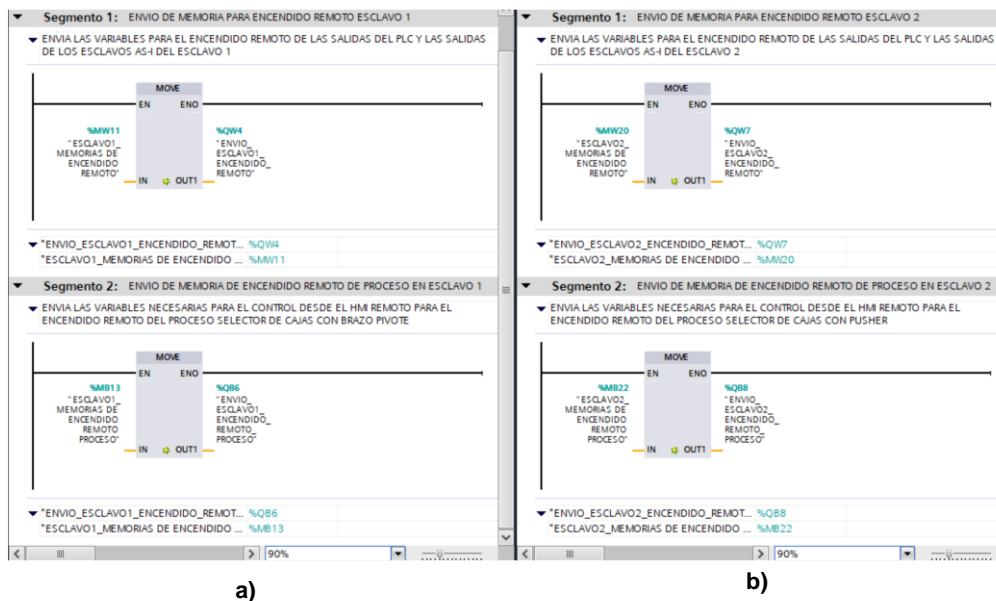 Segmento 1: ENVIO DE MEMORIA PARA ENCENDIDO REMOTO ESCLAVO 1
ENVIA LAS VARIABLES PARA EL ENCENDIDO REMOTO DE LAS SALIDAS DEL PLC Y LAS SALIDAS
DE LOS ESCLAVOS AS-I DEL ESCLAVO 1
MOVE
EN ENO
%MW11
"ESCLAVO1_
MEMORIAS DE
ENCENDIDO
REMOTO"
IN
%QW4
"ENVIO_
ESCLAVO1_
ENCENDIDO_
REMOTO"
OUT1
"ENVIO_ESCLAVO1_ENCENDIDO_REMOT... %QW4
"ESCLAVO1_MEMORIAS DE ENCENDIDO ... %MW11
Segmento 2: ENVIO DE MEMORIA DE ENCENDIDO REMOTO DE PROCESO EN ESCLAVO 1
ENVIA LAS VARIABLES NECESARIAS PARA EL CONTROL DESDE EL HMI REMOTO PARA EL
ENCENDIDO REMOTO DEL PROCESO SELECTOR DE CAJAS CON BRAZO PIVOTE
MOVE
EN ENO
%MB13
"ESCLAVO1_
MEMORIAS DE
ENCENDIDO
REMOTO
PROCESO"
IN
%QB6
"ENVIO_
ESCLAVO1_
ENCENDIDO_
REMOTO_
PROCESO"
OUT1
"ENVIO_ESCLAVO1_ENCENDIDO_REMOT... %QB6
"ESCLAVO1_MEMORIAS DE ENCENDIDO ... %MB13
90%
a)
Segmento 1: ENVIO DE MEMORIA PARA ENCENDIDO REMOTO ESCLAVO 2
ENVIA LAS VARIABLES PARA EL ENCENDIDO REMOTO DE LAS SALIDAS DEL PLC Y LAS SALIDAS
DE LOS ESCLAVOS AS-I DEL ESCLAVO 2
MOVE
EN ENO
%MW20
"ESCLAVO2_
MEMORIAS DE
ENCENDIDO
REMOTO"
IN
%QW7
"ENVIO_
ESCLAVO2_
ENCENDIDO_
REMOTO"
OUT1
"ENVIO_ESCLAVO2_ENCENDIDO_REMOT... %QW7
"ESCLAVO2_MEMORIAS DE ENCENDIDO ... %MW20
Segmento 2: ENVIO DE MEMORIA DE ENCENDIDO REMOTO DE PROCESO EN ESCLAVO 2
ENVIA LAS VARIABLES NECESARIAS PARA EL CONTROL DESDE EL HMI REMOTO PARA EL
ENCENDIDO REMOTO DEL PROCESO SELECTOR DE CAJAS CON PUSHER
MOVE
EN ENO
%MB22
"ESCLAVO2_
MEMORIAS DE
ENCENDIDO
REMOTO
PROCESO"
IN
%QB8
"ENVIO_
ESCLAVO2_
ENCENDIDO_
REMOTO_
PROCESO"
OUT1
"ENVIO_ESCLAVO2_ENCENDIDO_REMOT... %QB8
"ESCLAVO2_MEMORIAS DE ENCENDIDO ... %MB22
90%
b)